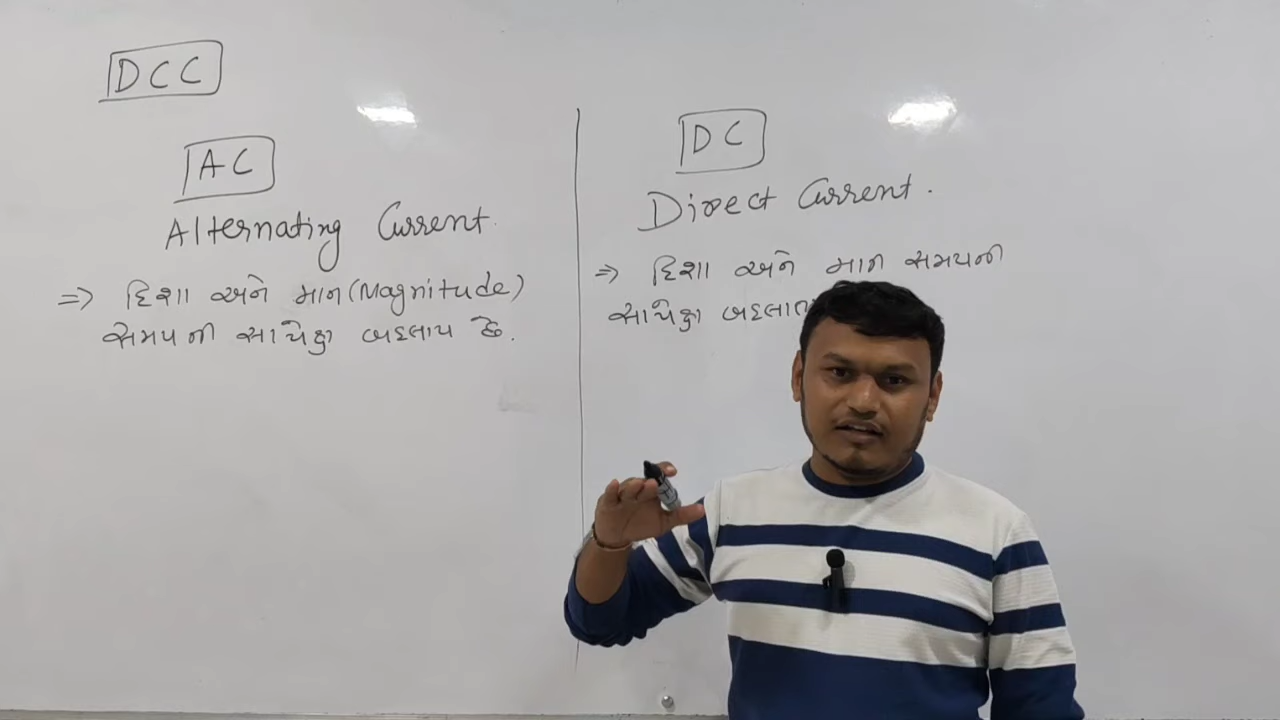 DCC
AC
Alternating Current.
⇒ દિશા અને માન (Magnitude)
સમયની સાપેક્ષે બદલાય છે.
DC
Direct Current.
⇒ દિશા અને માન સમયની
સાપેક્ષે